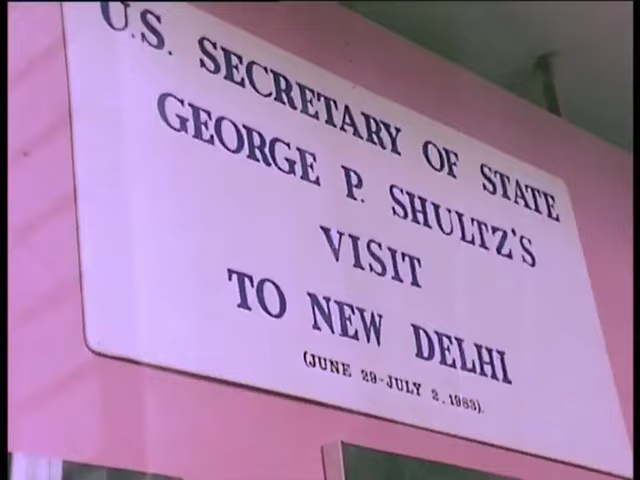 U.S. SECRETARY OF STATE
GEORGE P. SHULTZ'S
VISIT
TO NEW DELHI
(JUNE 29-JULY 2, 1983).